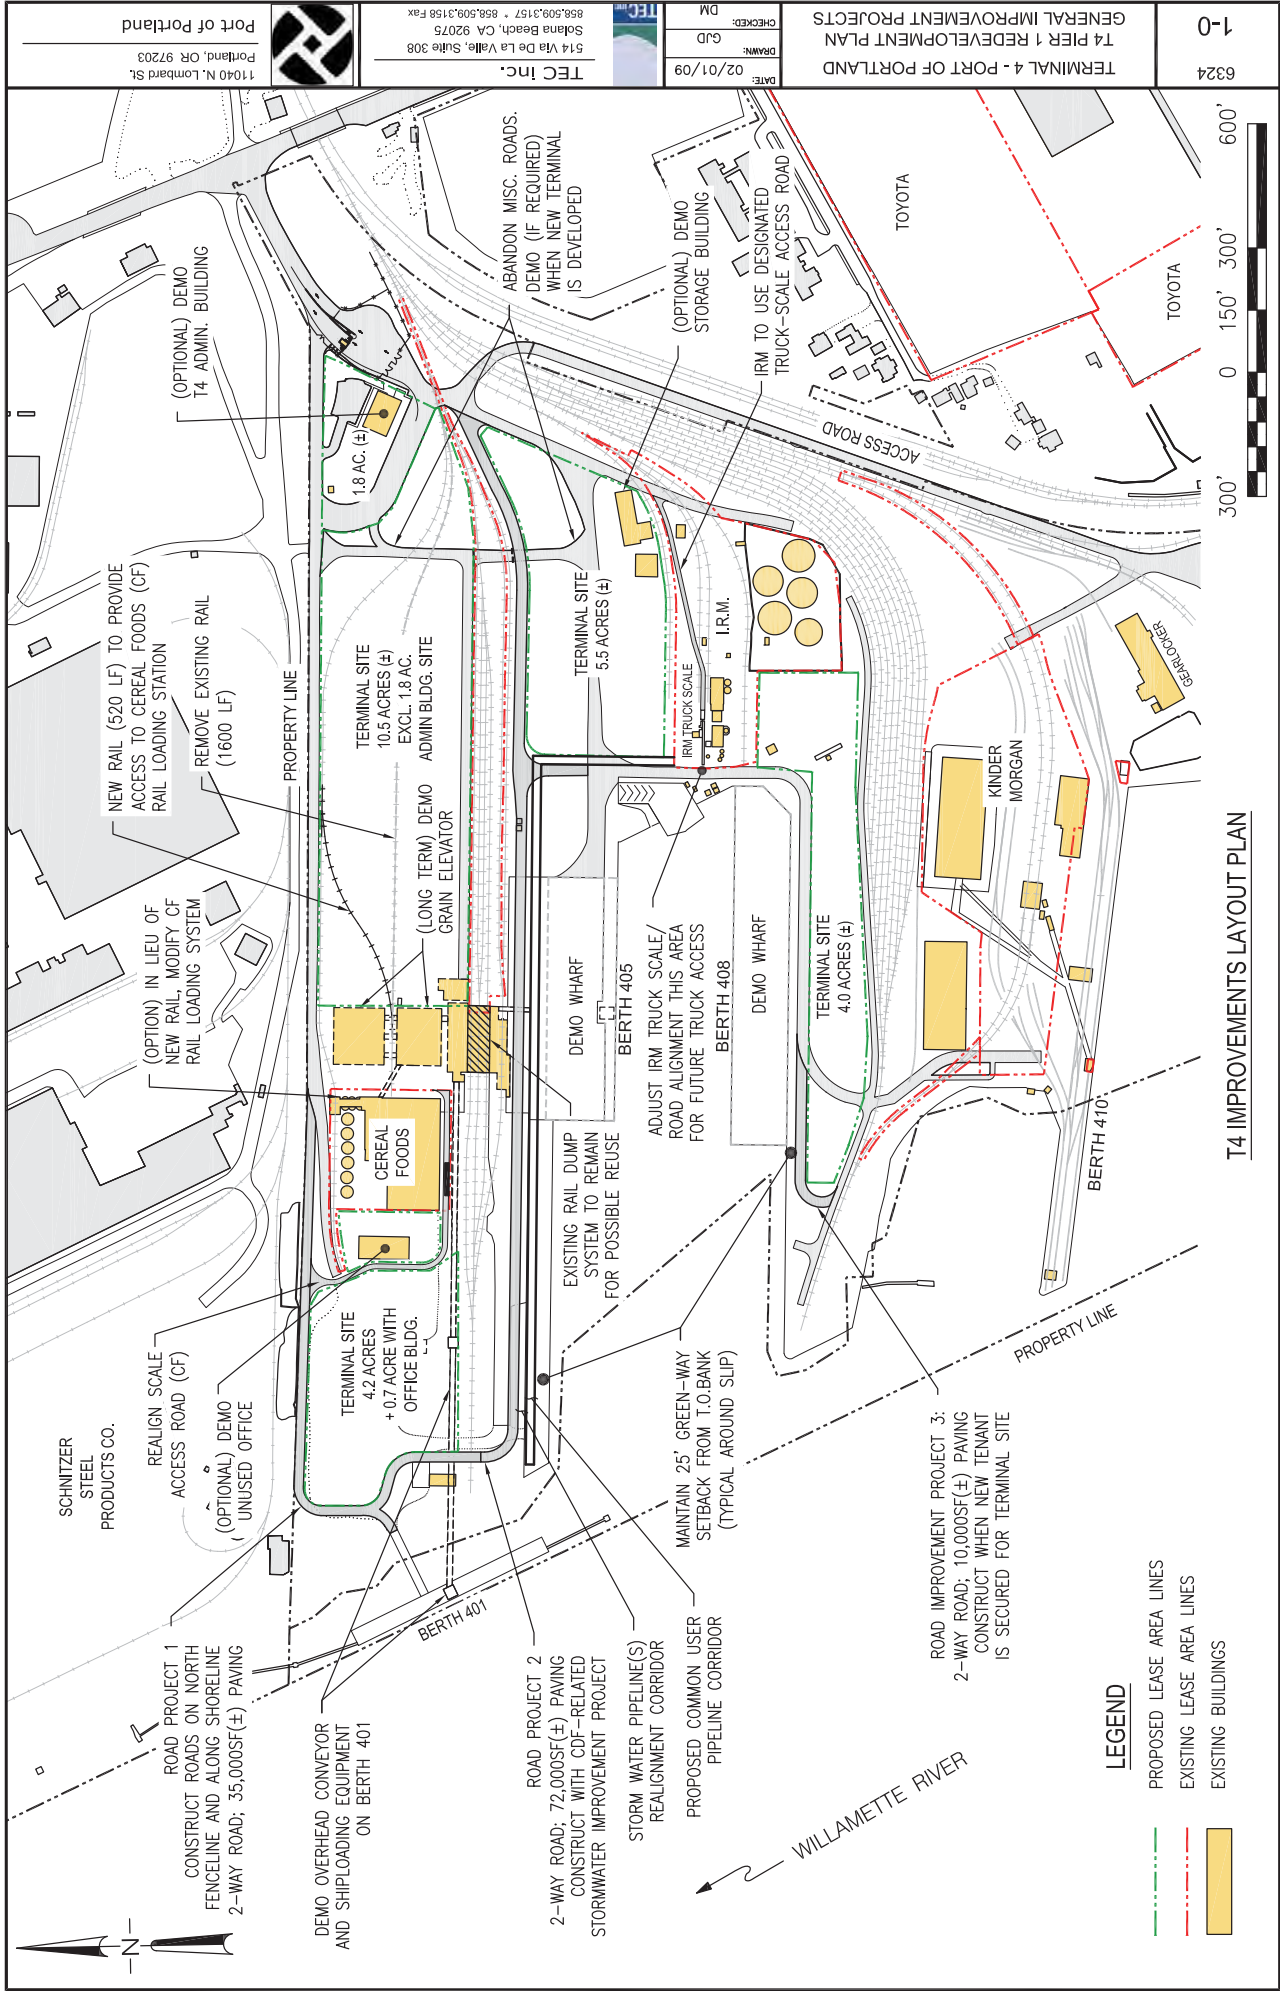 SCHNITZER
STEEL
PRODUCTS CO.
ROAD PROJECT 1
CONSTRUCT ROADS ON NORTH
FENCELINE AND ALONG SHORELINE
2-WAY ROAD; 35,000SF(±) PAVING
REALIGN SCALE
ACCESS ROAD (CF)
(OPTIONAL) DEMO
UNUSED OFFICE
(OPTION) IN LIEU OF
NEW RAIL, MODIFY CF
RAIL LOADING SYSTEM
NEW RAIL (520 LF) TO PROVIDE
ACCESS TO CEREAL FOODS (CF)
RAIL LOADING STATION
REMOVE EXISTING RAIL
(1600 LF)
(OPTIONAL) DEMO
T4 ADMIN. BUILDING
PROPERTY LINE
1.8 AC. (±)
TERMINAL SITE
10.5 ACRES (±)
EXCL. 1.8 AC.
ADMIN BLDG. SITE
(LONG TERM) DEMO
GRAIN ELEVATOR
CEREAL
FOODS
TERMINAL SITE
4.2 ACRES
+ 0.7 ACRE WITH
OFFICE BLDG.
DEMO OVERHEAD CONVEYOR
AND SHIPLOADING EQUIPMENT
ON BERTH 401
BERTH 401
ABANDON MISC. ROADS.
DEMO (IF REQUIRED)
WHEN NEW TERMINAL
IS DEVELOPED
ROAD PROJECT 2
2-WAY ROAD; 72,000SF(±) PAVING
CONSTRUCT WITH CDF-RELATED
STORMWATER IMPROVEMENT PROJECT
STORM WATER PIPELINE(S)
REALIGNMENT CORRIDOR
PROPOSED COMMON USER
PIPELINE CORRIDOR
EXISTING RAIL DUMP
SYSTEM TO REMAIN
FOR POSSIBLE REUSE
DEMO WHARF
BERTH 405
TERMINAL SITE
5.5 ACRES (±)
(OPTIONAL) DEMO
STORAGE BUILDING
IRM TO USE DESIGNATED
TRUCK-SCALE ACCESS ROAD
IRM TRUCK SCALE
I.R.M.
ADJUST IRM TRUCK SCALE/
ROAD ALIGNMENT THIS AREA
FOR FUTURE TRUCK ACCESS
BERTH 408
DEMO WHARF
MAINTAIN 25' GREEN-WAY
SETBACK FROM T.O.BANK
(TYPICAL AROUND SLIP)
TERMINAL SITE
4.0 ACRES (±)
ACCESS ROAD
TOYOTA
TOYOTA
ROAD IMPROVEMENT PROJECT 3:
2-WAY ROAD; 10,000SF(±) PAVING
CONSTRUCT WHEN NEW TENANT
IS SECURED FOR TERMINAL SITE
PROPERTY LINE
KINDER
MORGAN
GEARLOCKER
BERTH 410
WILLAMETTE RIVER
-N-
LEGEND
PROPOSED LEASE AREA LINES
EXISTING LEASE AREA LINES
EXISTING BUILDINGS
T4 IMPROVEMENTS LAYOUT PLAN
300' 0 150' 300' 600'
Port of Portland
11040 N. Lombard St.
Portland, OR 97203
TEC inc.
514 Via De La Valle, Suite 308
Solana Beach, CA 92075
858.509.3157 * 858.509.3158 Fax
TEC inc
DATE:
02/01/09
DRAWN:
GJD
CHECKED:
DM
TERMINAL 4 - PORT OF PORTLAND
T4 PIER 1 REDEVELOPMENT PLAN
GENERAL IMPROVEMENT PROJECTS
6324
1-0